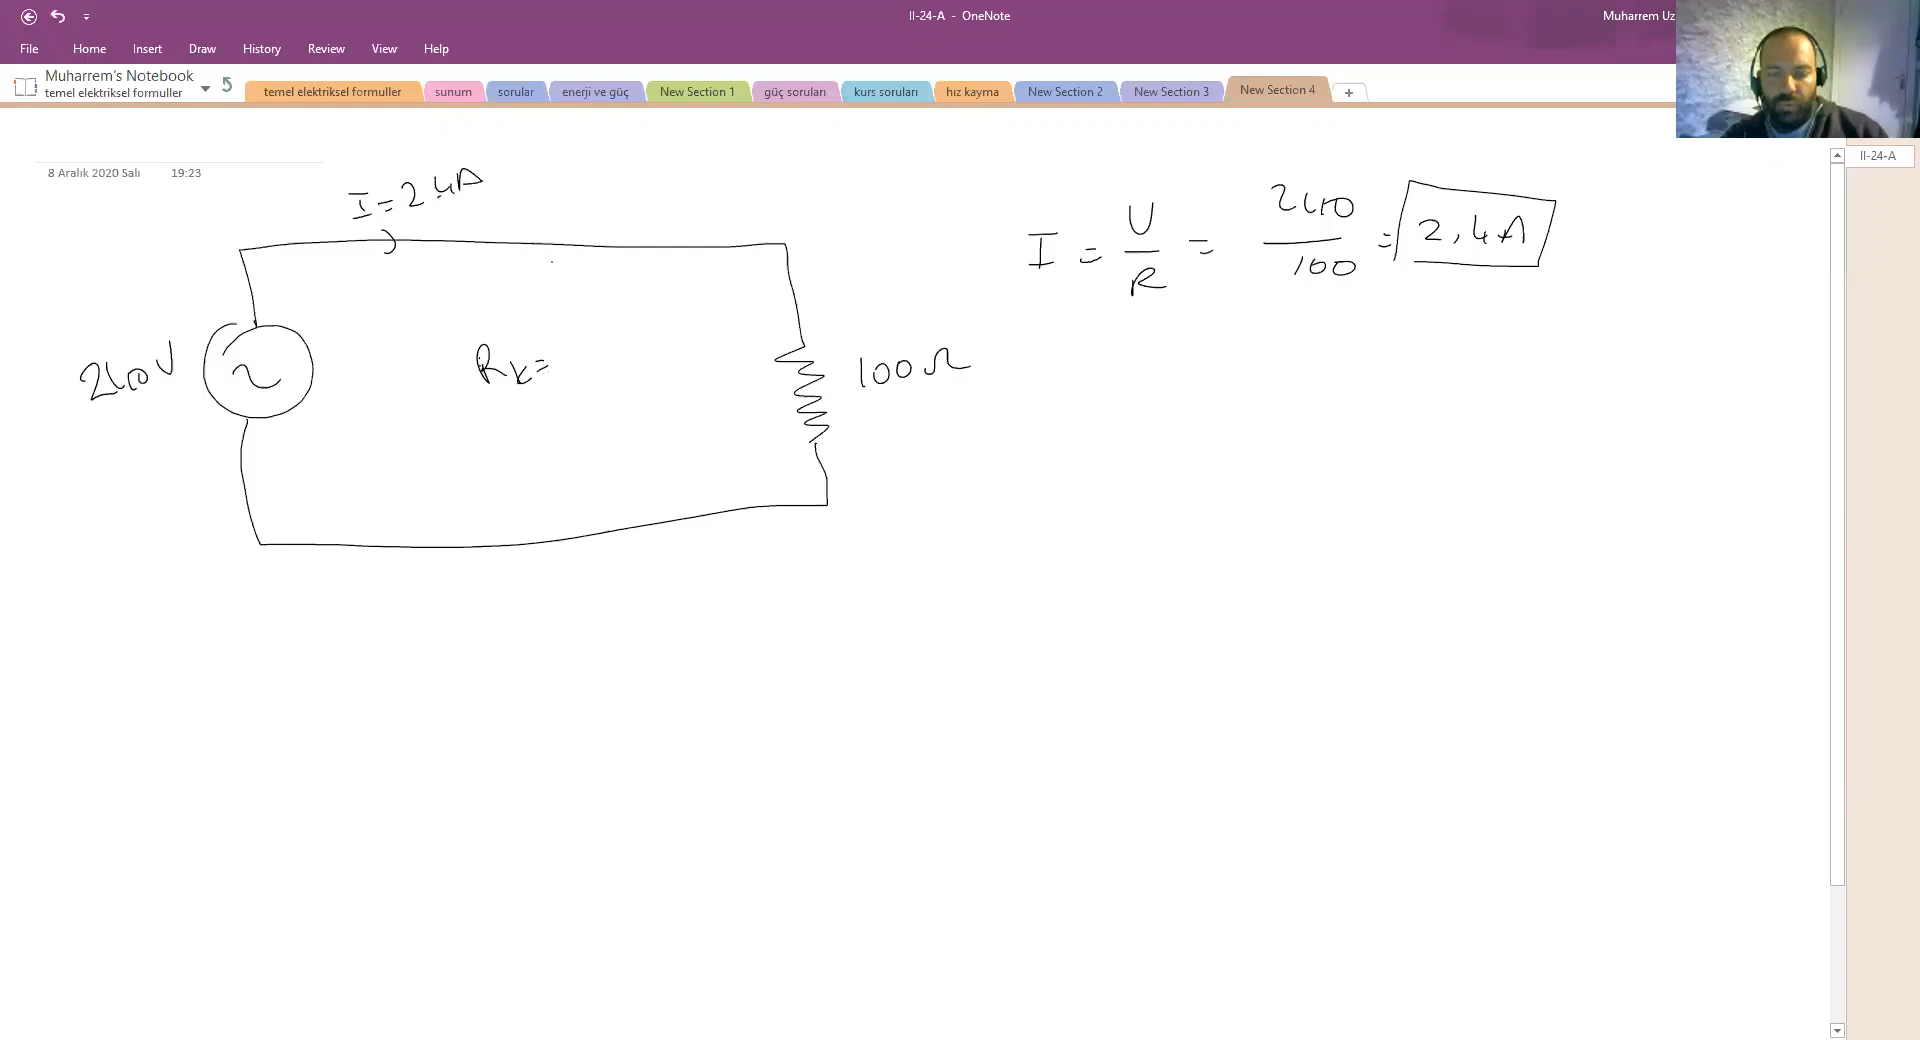 II-24-A - OneNote
Muharrem Uz
File Home Insert Draw History Review View Help
Muharrem's Notebook
temel elektriksel formuller
temel elektriksel formuller sunum sorular enerji ve güç New Section 1 güç soruları kurs soruları hız kayma New Section 2 New Section 3 New Section 4 +
II-24-A
8 Aralık 2020 Salı 19:23
I=2.4A
I = U/R = 240/100 = 2,4A
240V
Rk=
100Ω